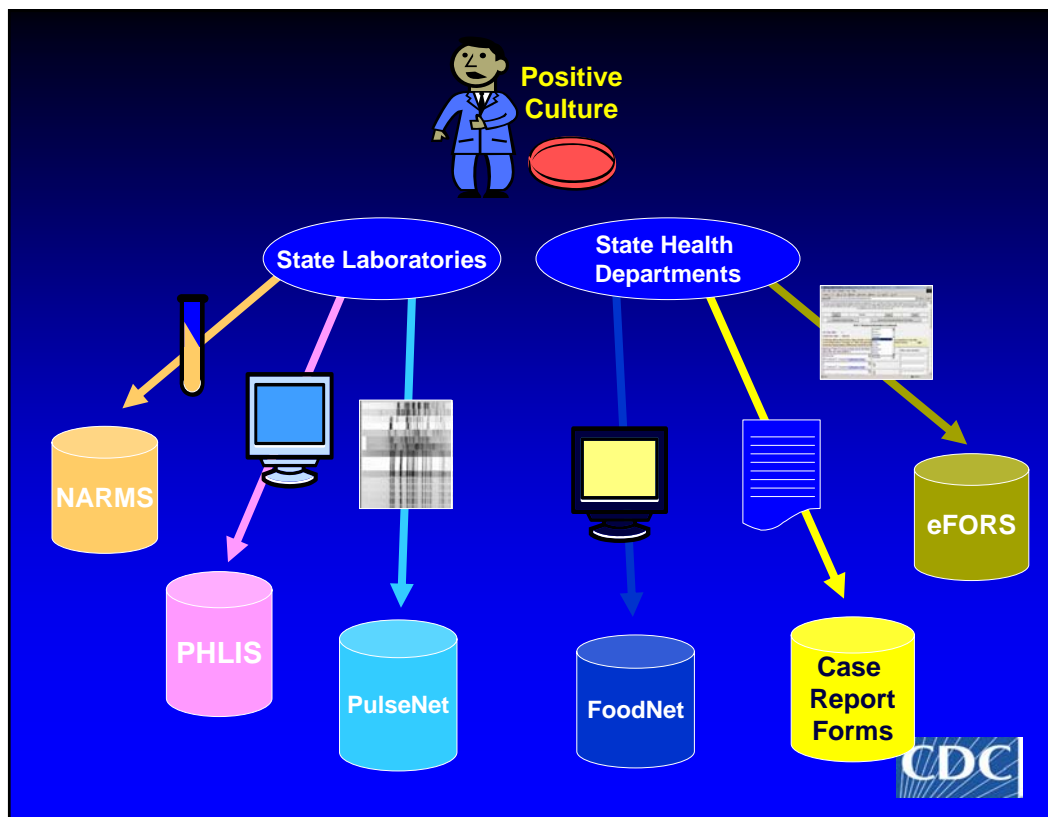 Positive
Culture
State Laboratories
State Health
Departments
NARMS
eFORS
PHLIS
PulseNet
FoodNet
Case
Report
Forms
CDC